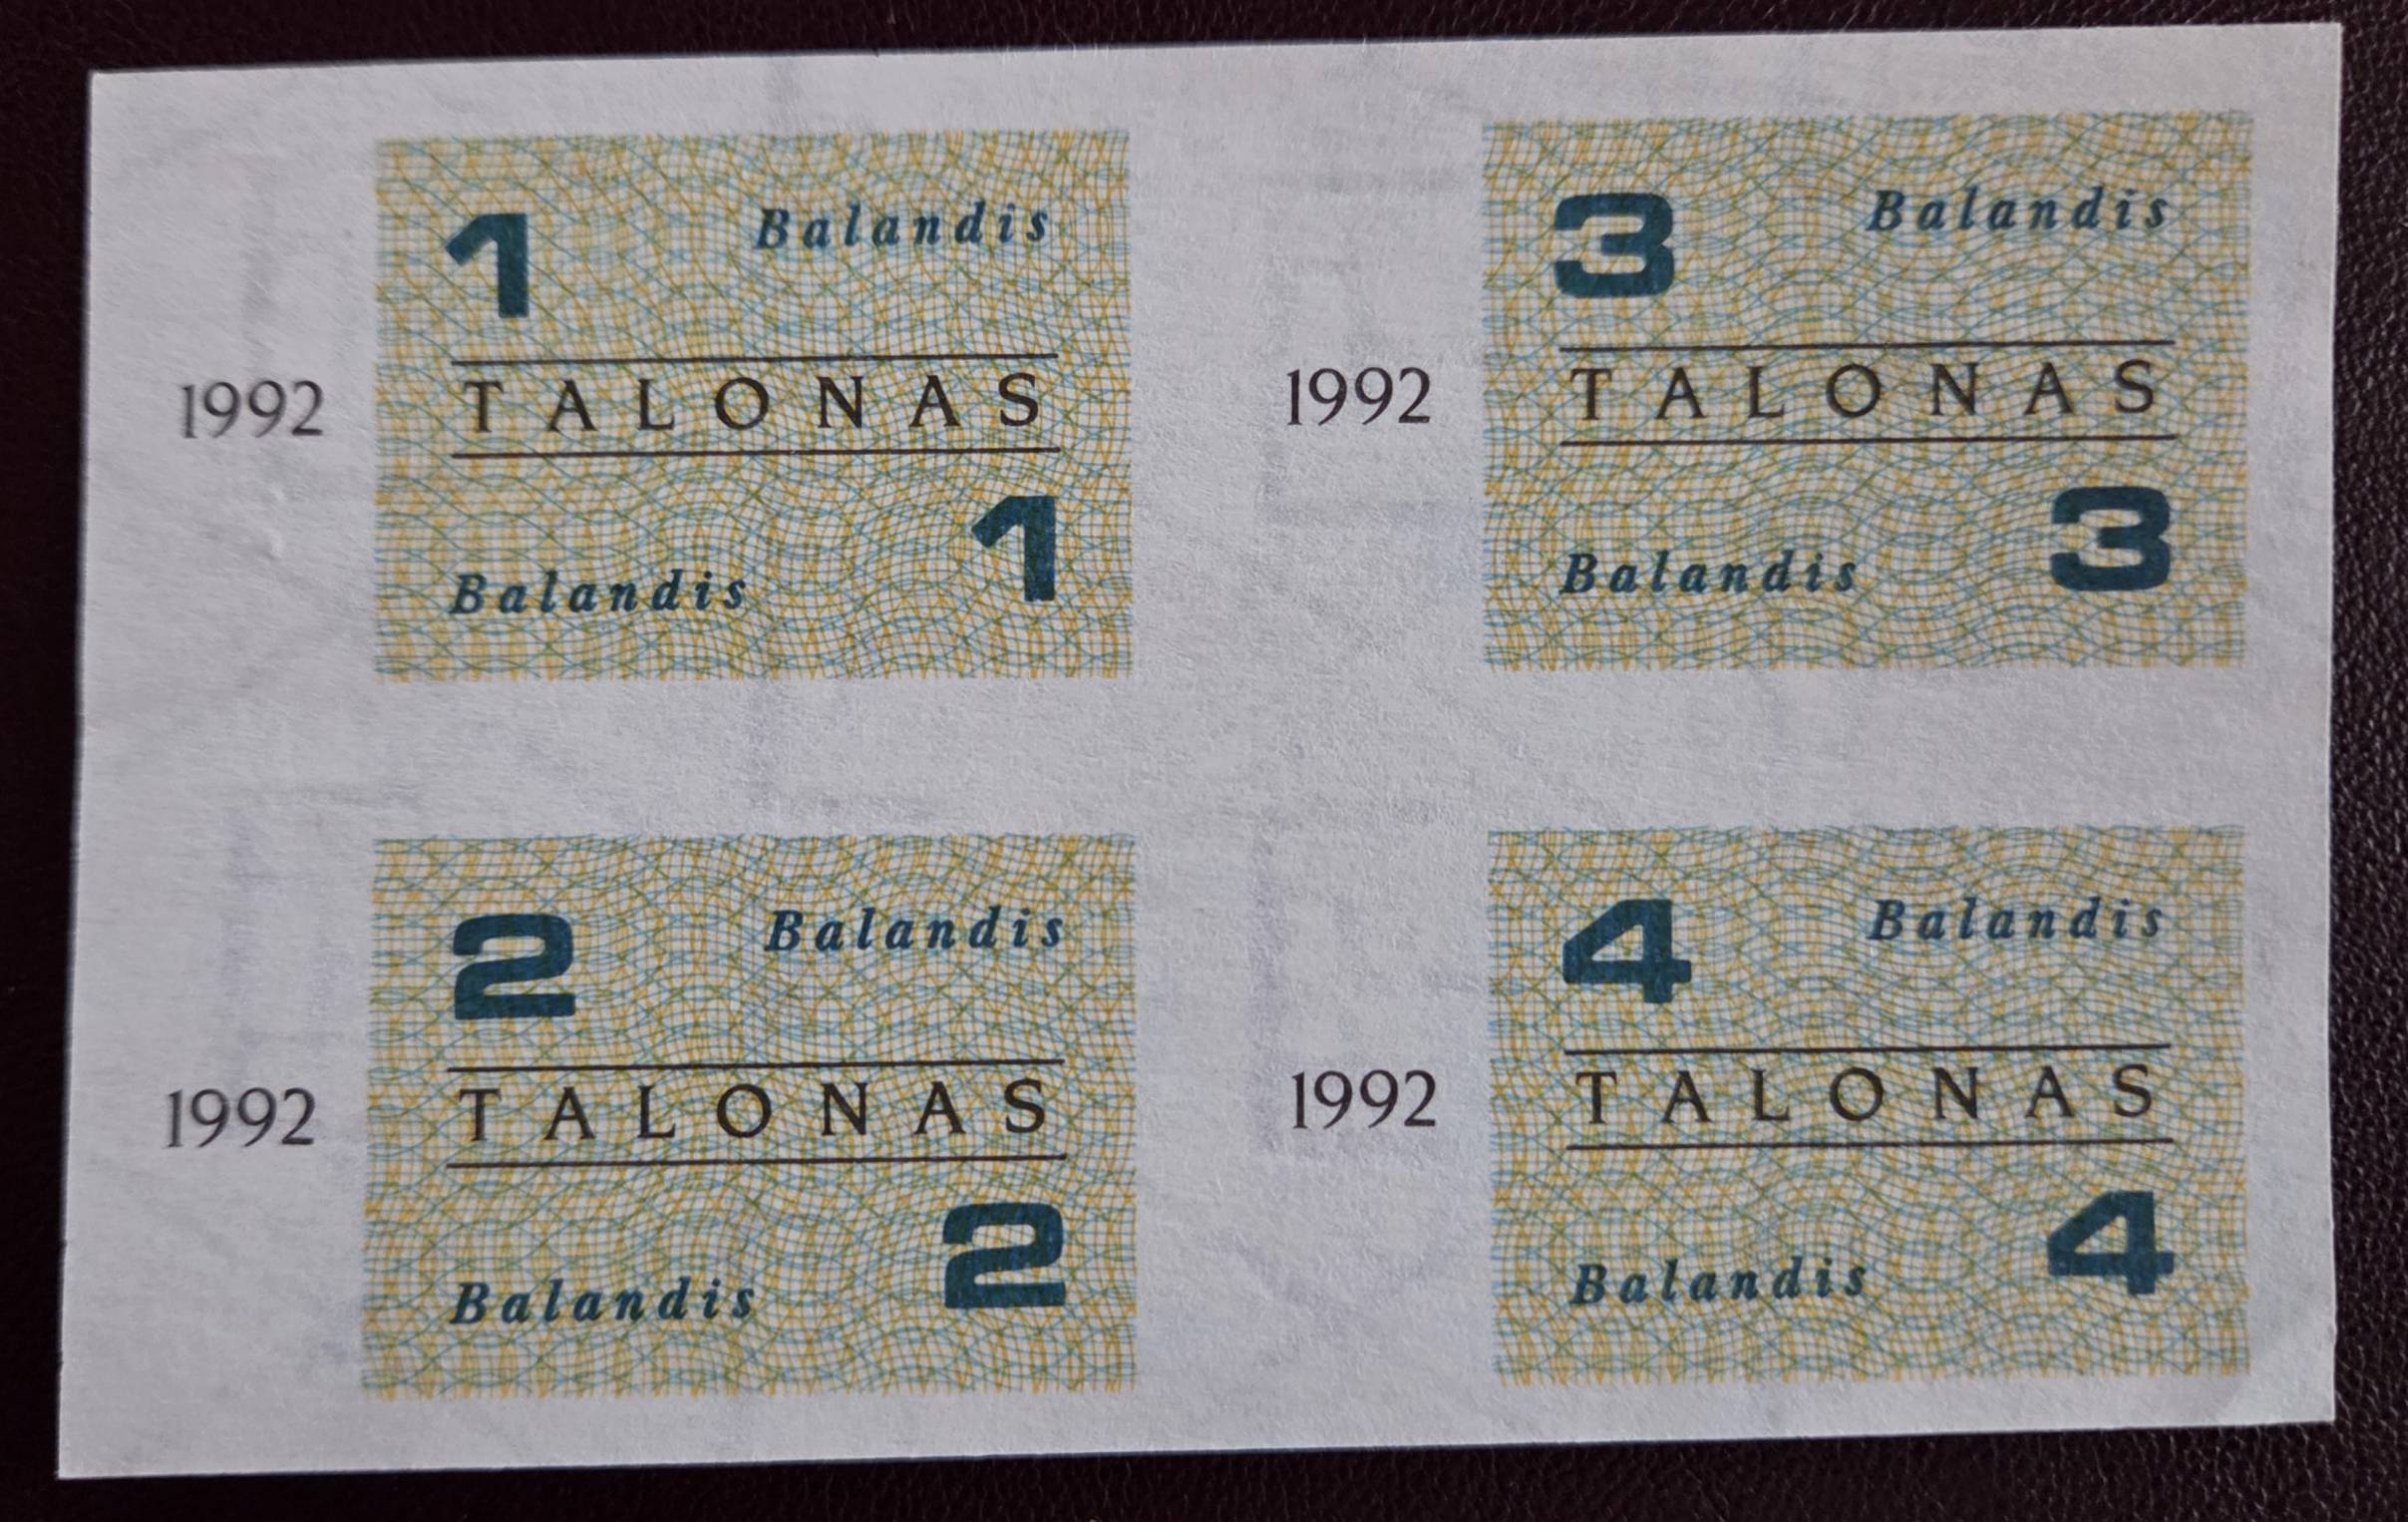 1 Balandis
1992 TALONAS
Balandis 1
3 Balandis
1992 TALONAS
Balandis 3
2 Balandis
1992 TALONAS
Balandis 2
4 Balandis
1992 TALONAS
Balandis 4